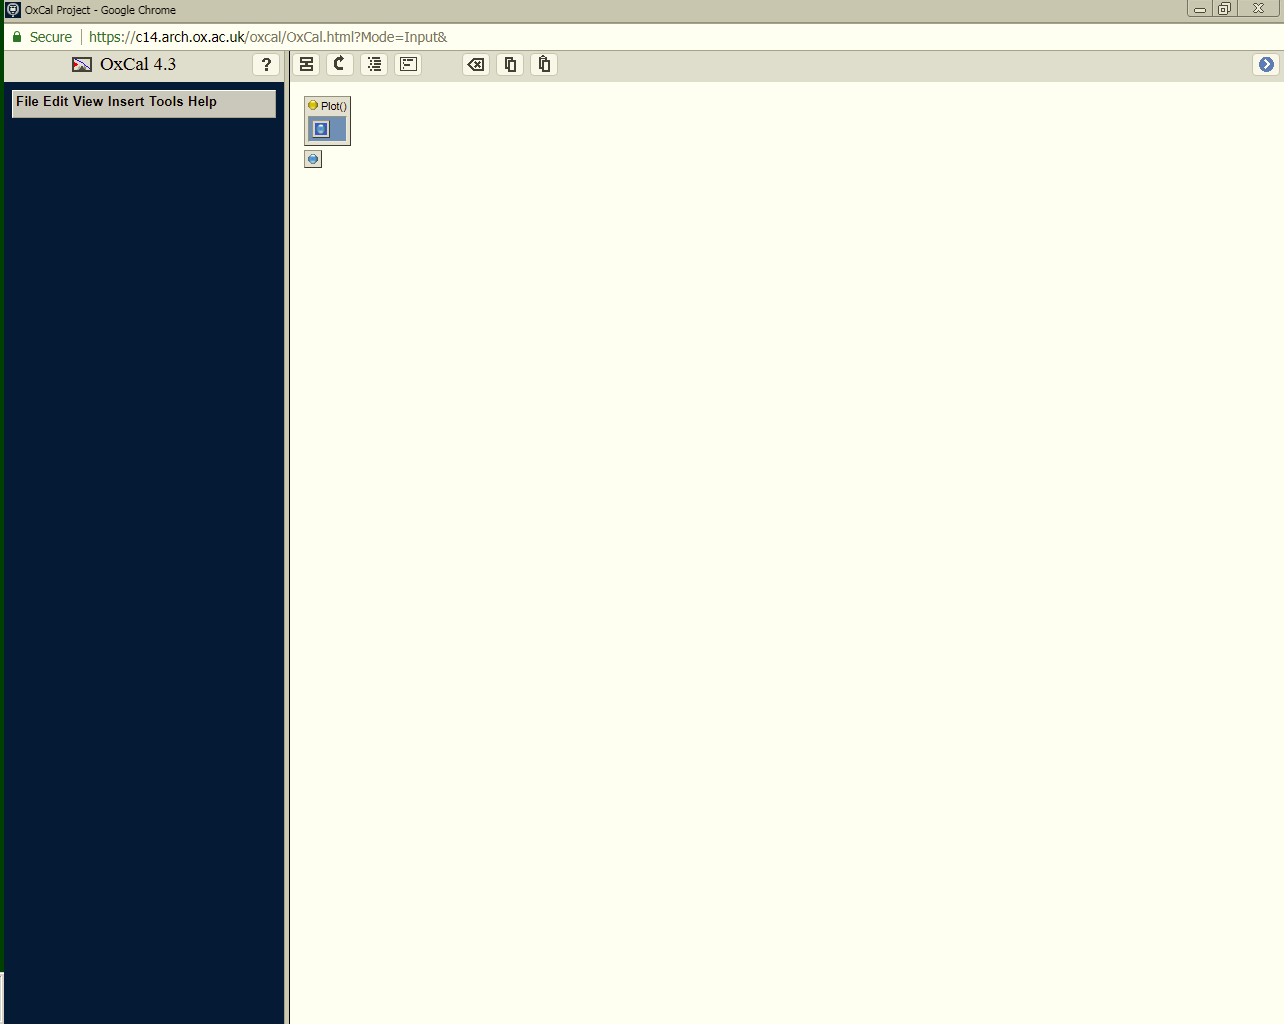 OxCal Project - Google Chrome
Secure | https://c14.arch.ox.ac.uk/oxcal/OxCal.html?Mode=Input&
OxCal 4.3 ?
File Edit View Insert Tools Help
Plot()